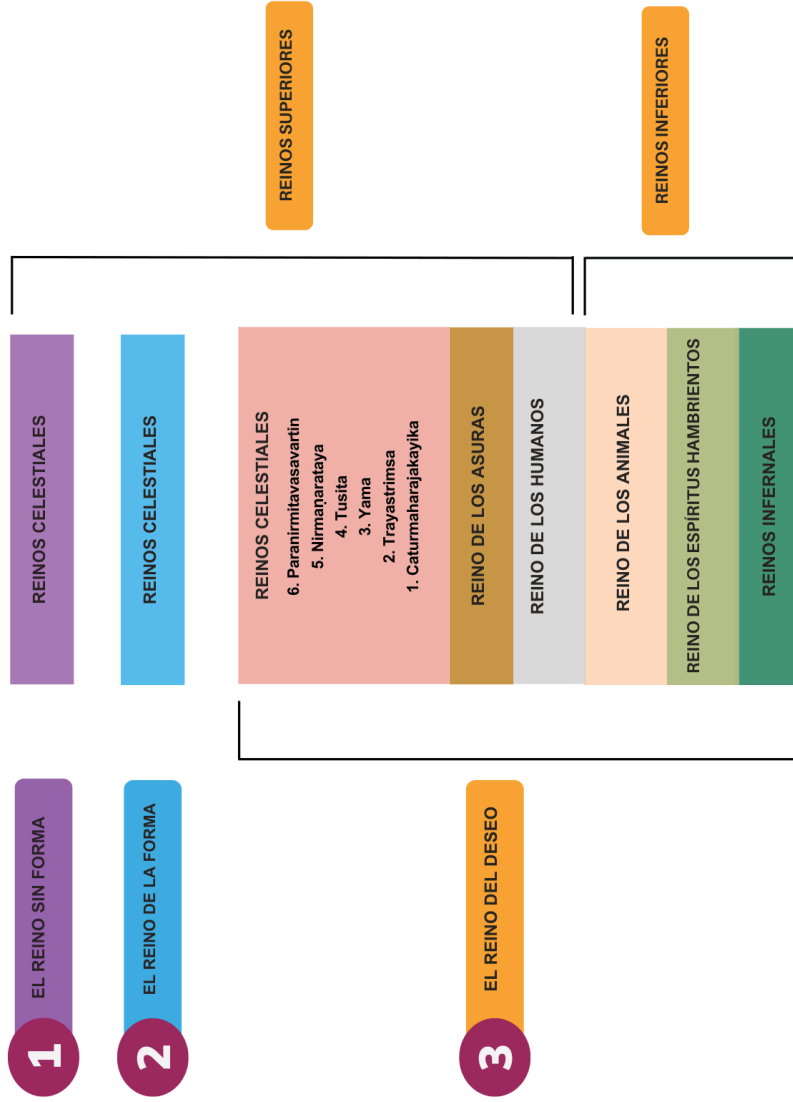 1
EL REINO SIN FORMA
REINOS CELESTIALES
2
EL REINO DE LA FORMA
REINOS CELESTIALES
REINOS SUPERIORES
3
EL REINO DEL DESEO
REINOS CELESTIALES
6. Paranirmitavasavartin
5. Nirmaṇarataya
4. Tusita
3. Yama
2. Trayastrimsa
1. Caturmaharajakayika
REINO DE LOS ASURAS
REINO DE LOS HUMANOS
REINO DE LOS ANIMALES
REINO DE LOS ESPÍRITUS HAMBRIENTOS
REINOS INFERNALES
REINOS INFERIORES